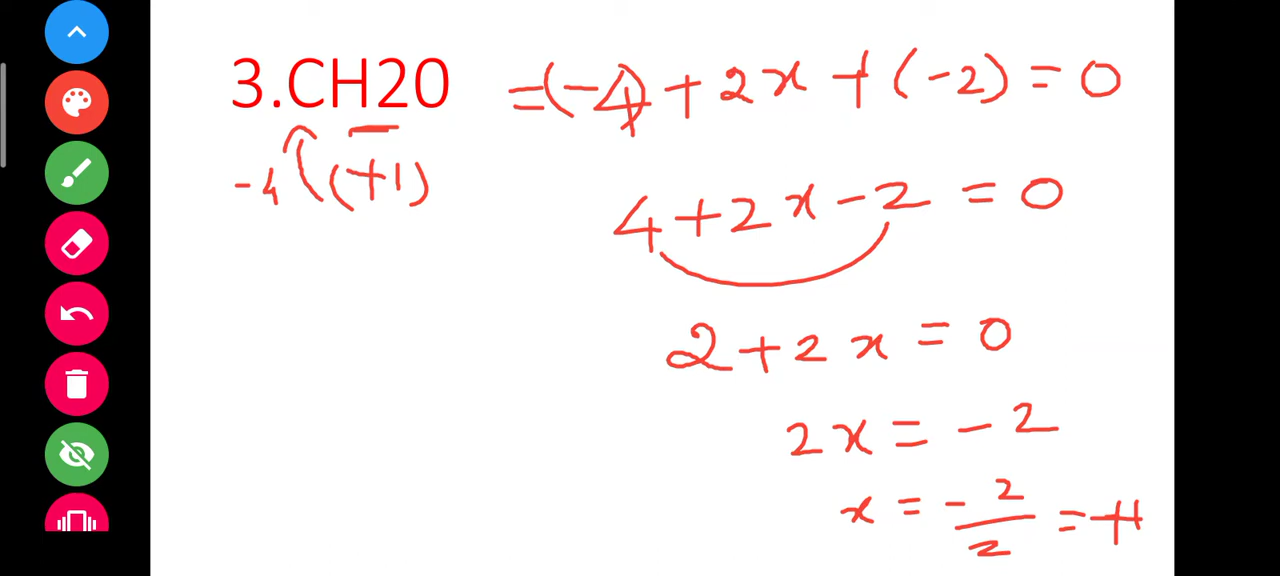 3.CH20 =(-4)+2x+(-2)=0
-4 (+1)
4+2x-2=0
2+2x=0
2x=-2
x=-2/2=+1